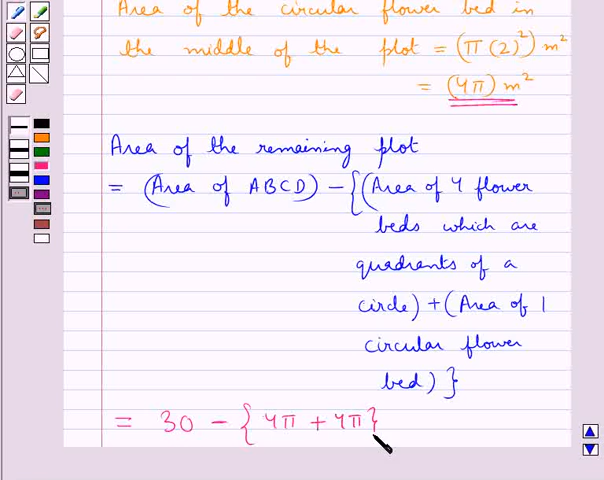 Area of the circular flower bed in
the middle of the plot = (π(2)²) m²
= (4π) m²
Area of the remaining plot
= (Area of ABCD) - {(Area of 4 flower
beds which are
quadrants of a
circle) + (Area of 1
circular flower
bed) }
= 30 - { 4π + 4π}